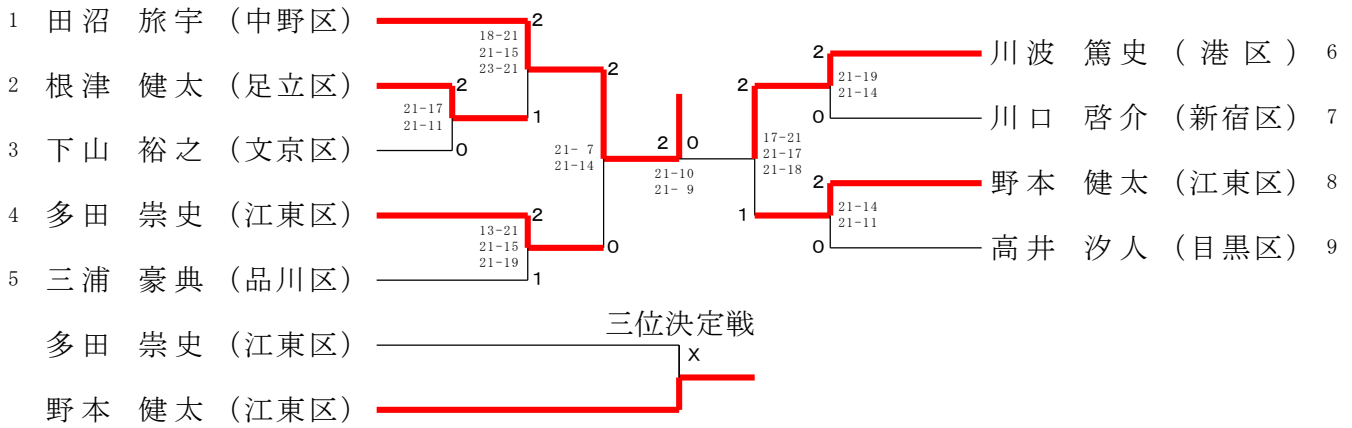 1 田沼 旅宇 (中野区)
2 根津 健太 (足立区)
3 下山 裕之 (文京区)
4 多田 崇史 (江東区)
5 三浦 豪典 (品川区)
多田 崇史 (江東区)
野本 健太 (江東区)
2
18-21
21-15
23-21
2
21-17
21-11
1
0
2
21- 7
21-14
2
13-21
21-15
21-19
0
1
2 0
21-10
21- 9
2
17-21
21-17
21-18
1
2
21-19
21-14
0
2
21-14
21-11
0
川波 篤史 (港区) 6
川口 啓介 (新宿区) 7
野本 健太 (江東区) 8
高井 汐人 (目黒区) 9
三位決定戦
X